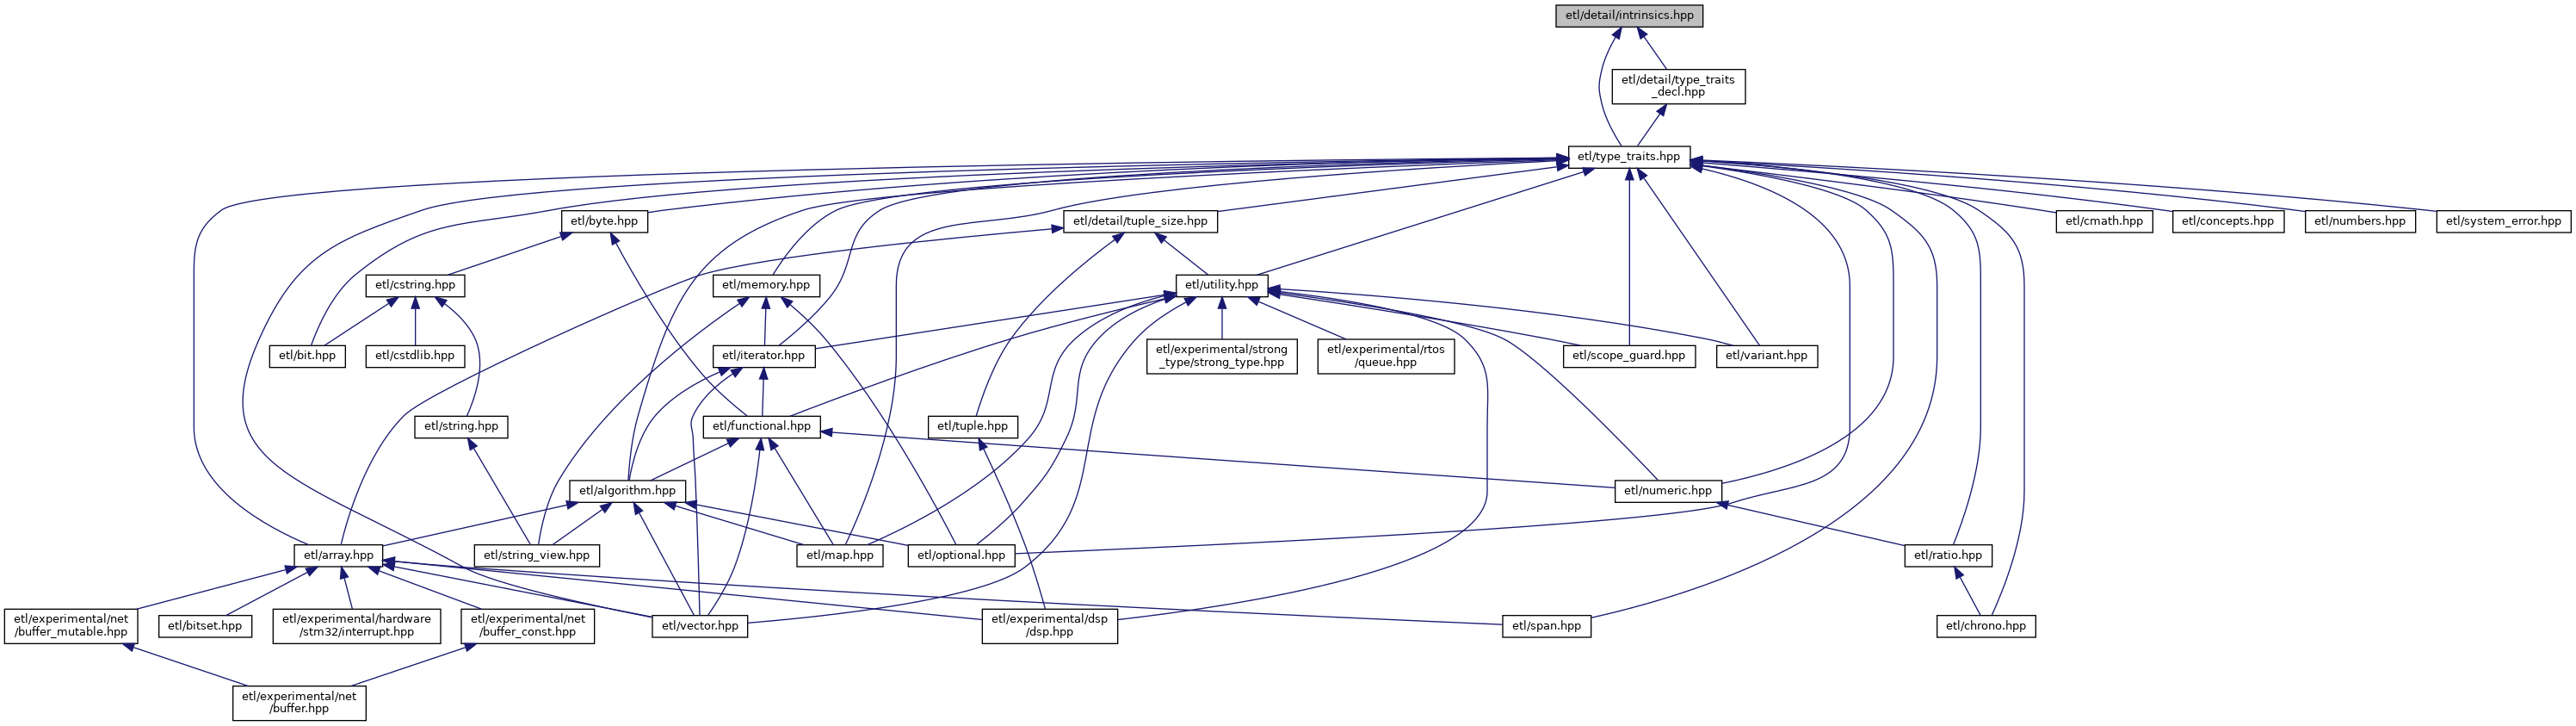 etl/detail/intrinsics.hpp
etl/detail/type_traits
_decl.hpp
etl/type_traits.hpp
etl/byte.hpp
etl/detail/tuple_size.hpp
etl/cmath.hpp
etl/concepts.hpp
etl/numbers.hpp
etl/system_error.hpp
etl/cstring.hpp
etl/memory.hpp
etl/utility.hpp
etl/bit.hpp
etl/cstdlib.hpp
etl/iterator.hpp
etl/experimental/strong
_type/strong_type.hpp
etl/experimental/rtos
/queue.hpp
etl/scope_guard.hpp
etl/variant.hpp
etl/string.hpp
etl/functional.hpp
etl/tuple.hpp
etl/algorithm.hpp
etl/numeric.hpp
etl/array.hpp
etl/string_view.hpp
etl/map.hpp
etl/optional.hpp
etl/ratio.hpp
etl/experimental/net
/buffer_mutable.hpp
etl/bitset.hpp
etl/experimental/hardware
/stm32/interrupt.hpp
etl/experimental/net
/buffer_const.hpp
etl/vector.hpp
etl/experimental/dsp
/dsp.hpp
etl/span.hpp
etl/chrono.hpp
etl/experimental/net
/buffer.hpp